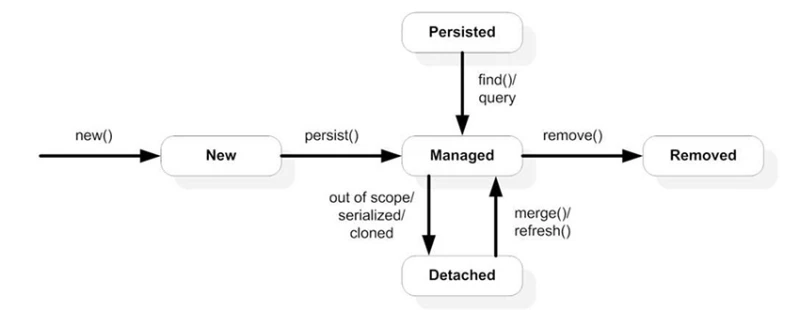 Persisted
find()/
query
new()
New
persist()
Managed
remove()
Removed
out of scope/
serialized/
cloned
merge()/
refresh()
Detached